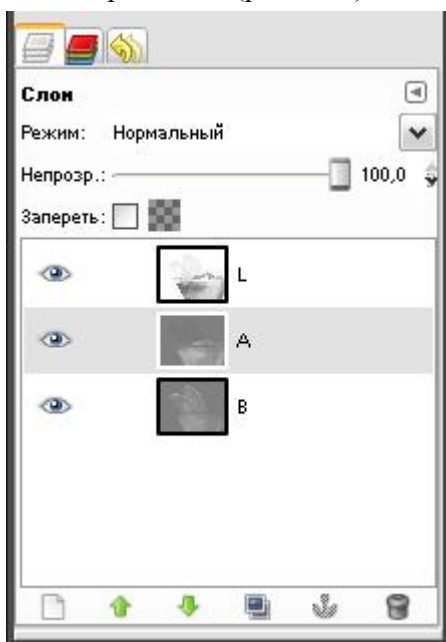 Слои
Режим: Нормальный
Непрозр.: 100,0
Запереть:
L
A
B